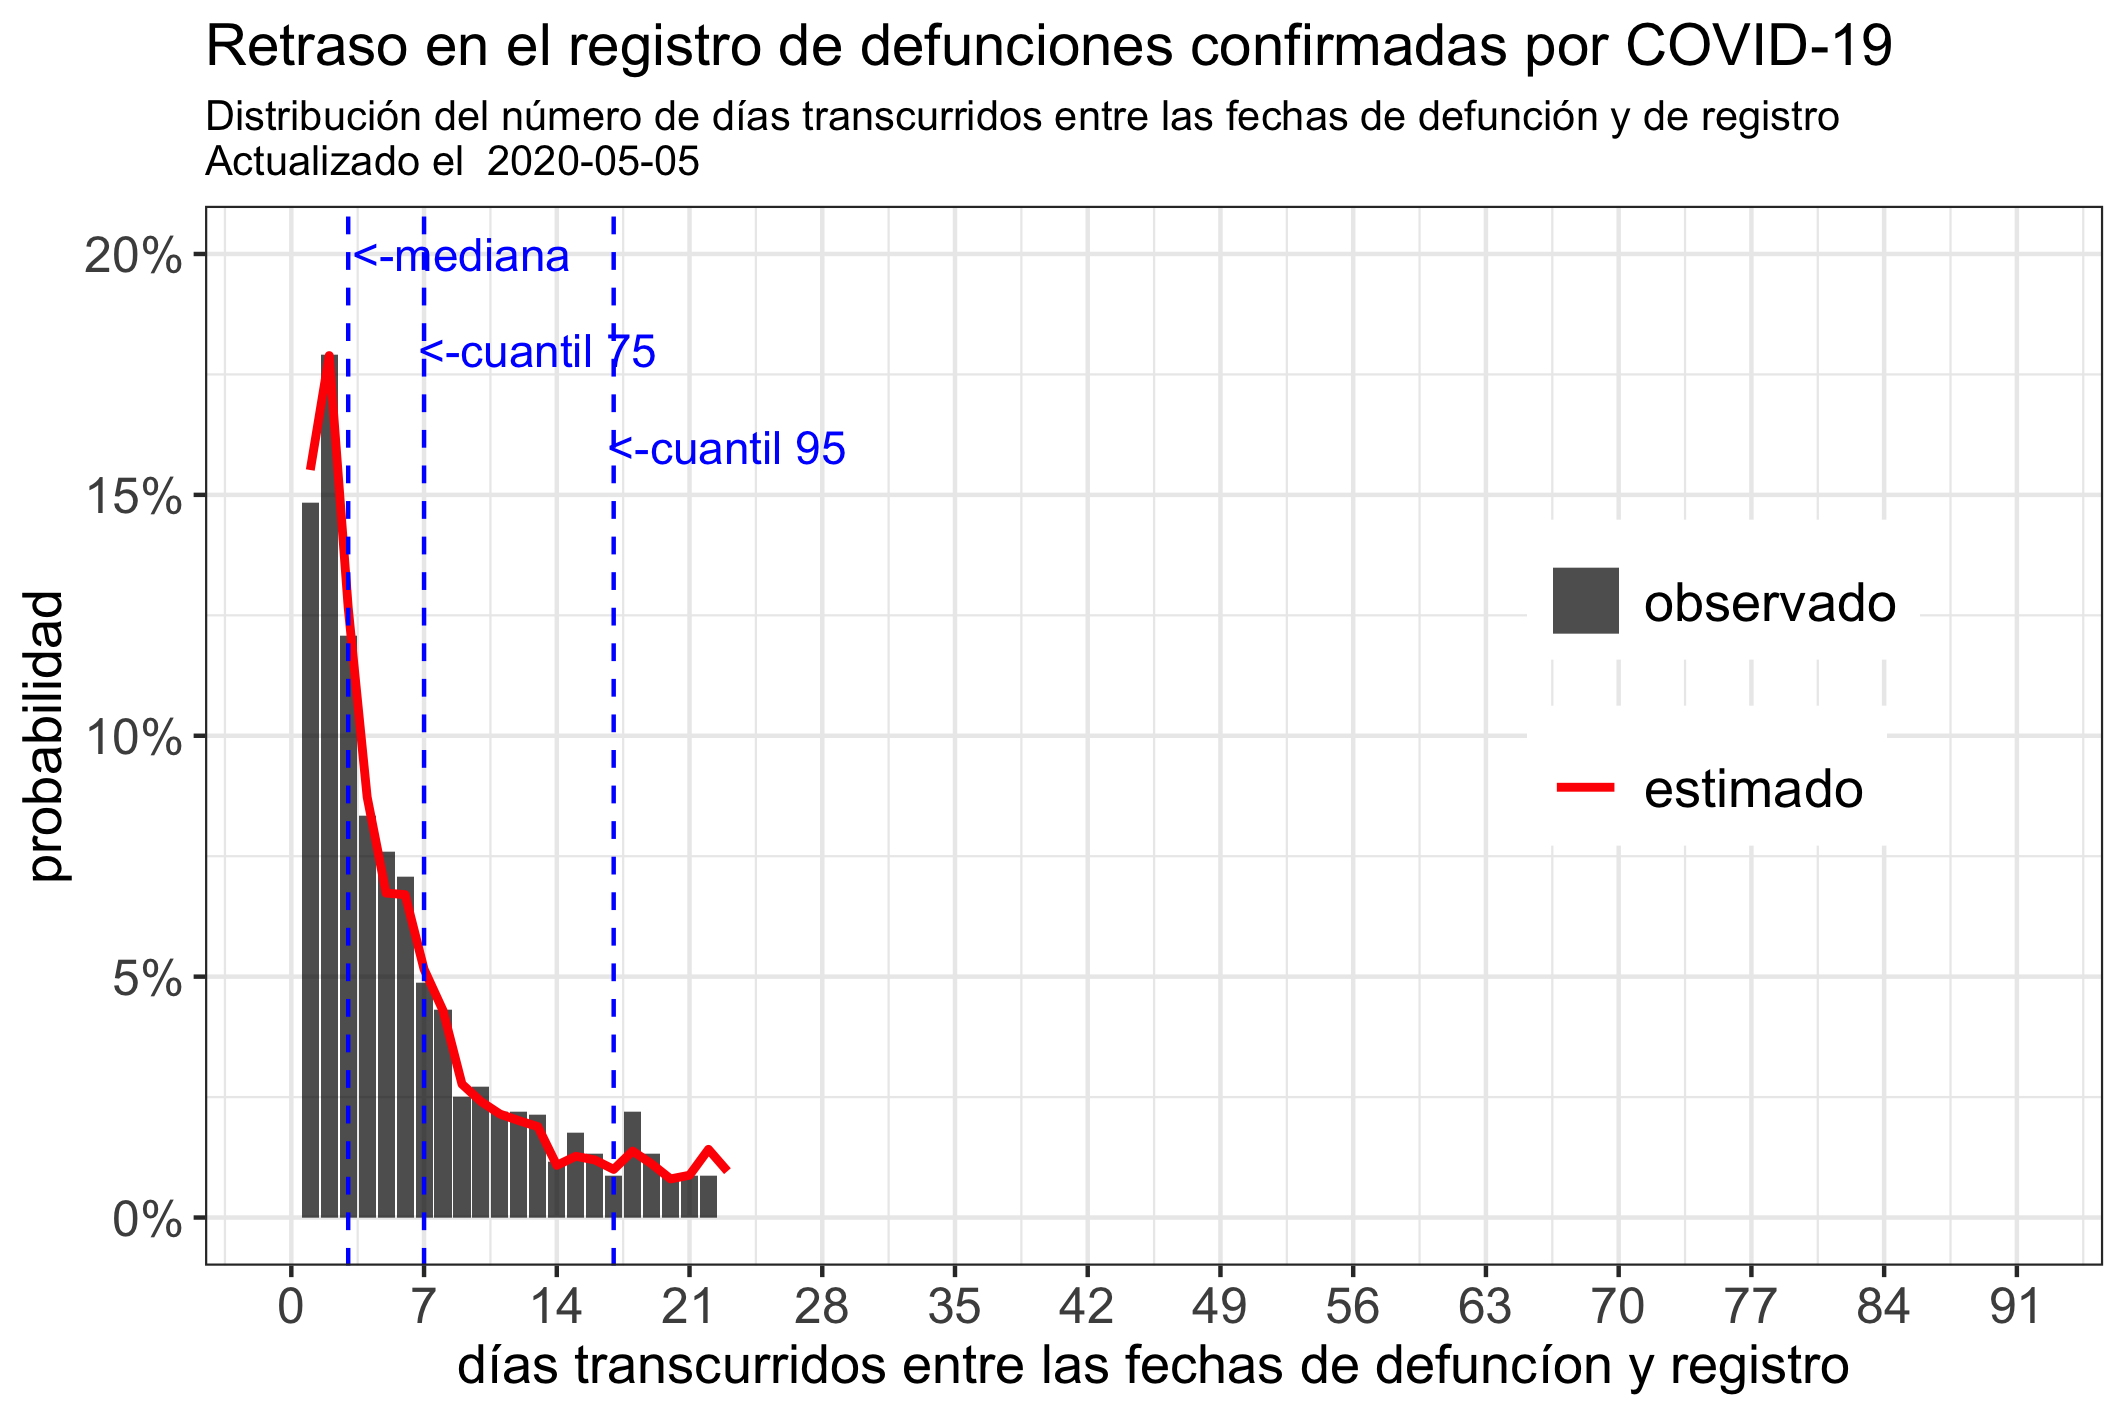 Retraso en el registro de defunciones confirmadas por COVID-19
Distribución del número de días transcurridos entre las fechas de defunción y de registro
Actualizado el  2020-05-05
20%
15%
10%
5%
0%
probabilidad
<-mediana
<-cuantil 75
<-cuantil 95
observado
estimado
0 7 14 21 28 35 42 49 56 63 70 77 84 91
días transcurridos entre las fechas de defuncíon y registro